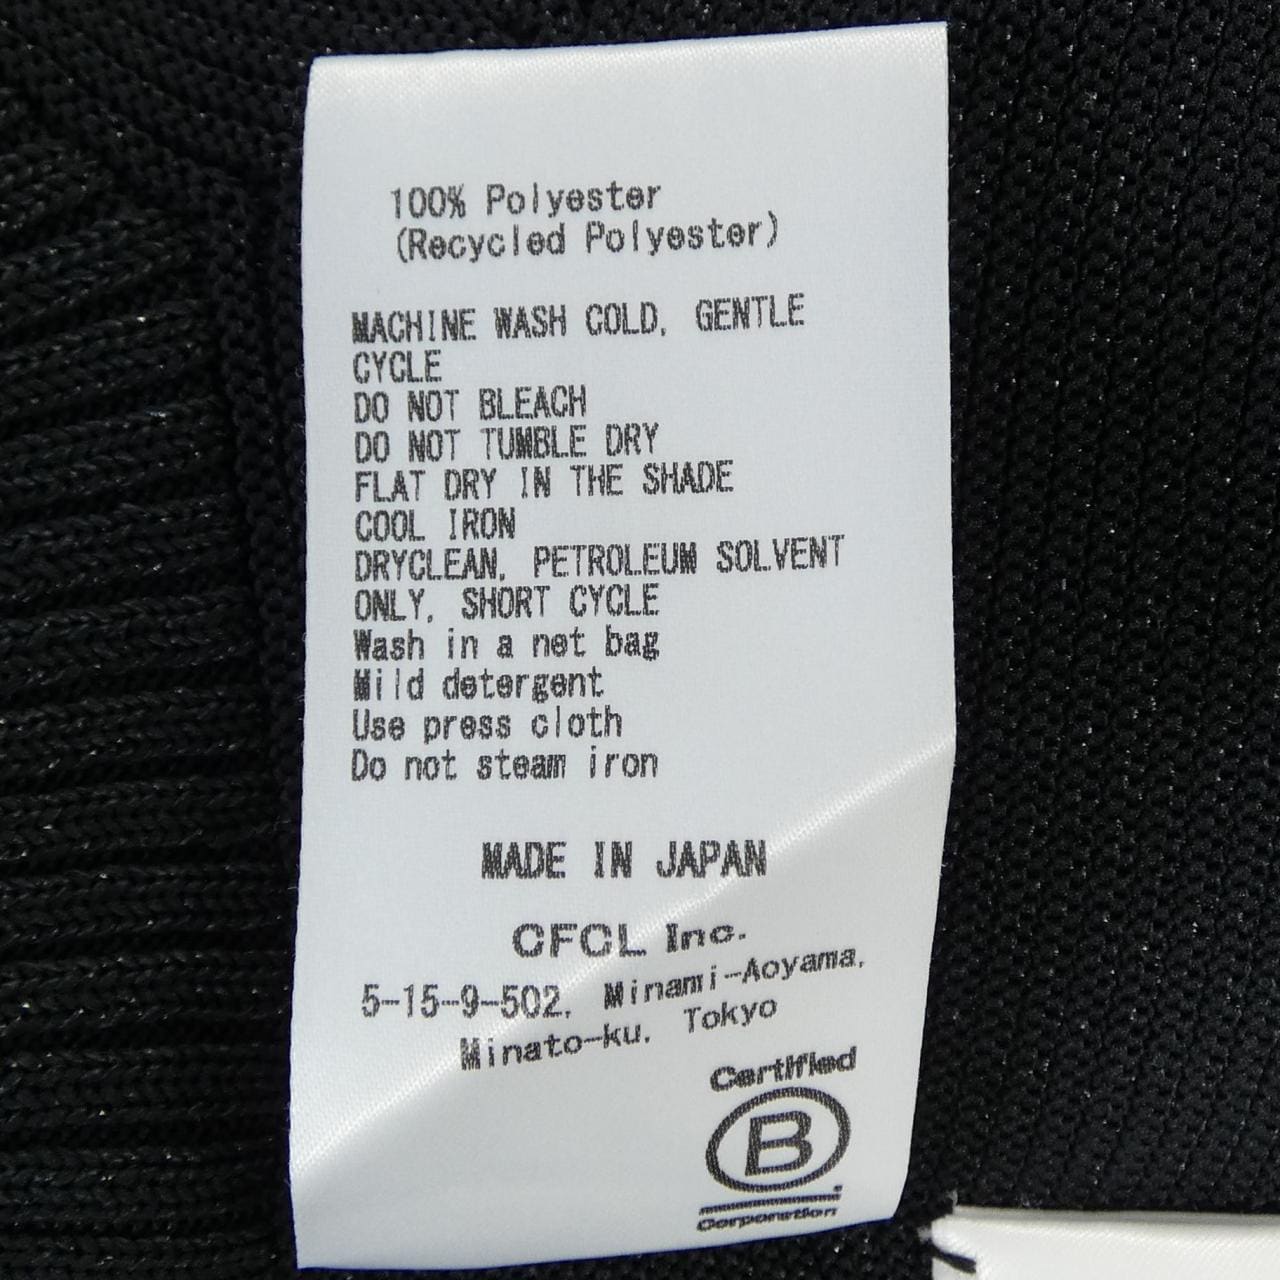 100% Polyester
(Recycled Polyester)
MACHINE WASH COLD, GENTLE
CYCLE
DO NOT BLEACH
DO NOT TUMBLE DRY
FLAT DRY IN THE SHADE
COOL IRON
DRYCLEAN, PETROLEUM SOLVENT
ONLY, SHORT CYCLE
Wash in a net bag
Mild detergent
Use press cloth
Do not steam iron
MADE IN JAPAN
CFCL Inc.
5-15-9-502, Minami-Aoyama,
Minato-ku, Tokyo
Certified
B
Corporation